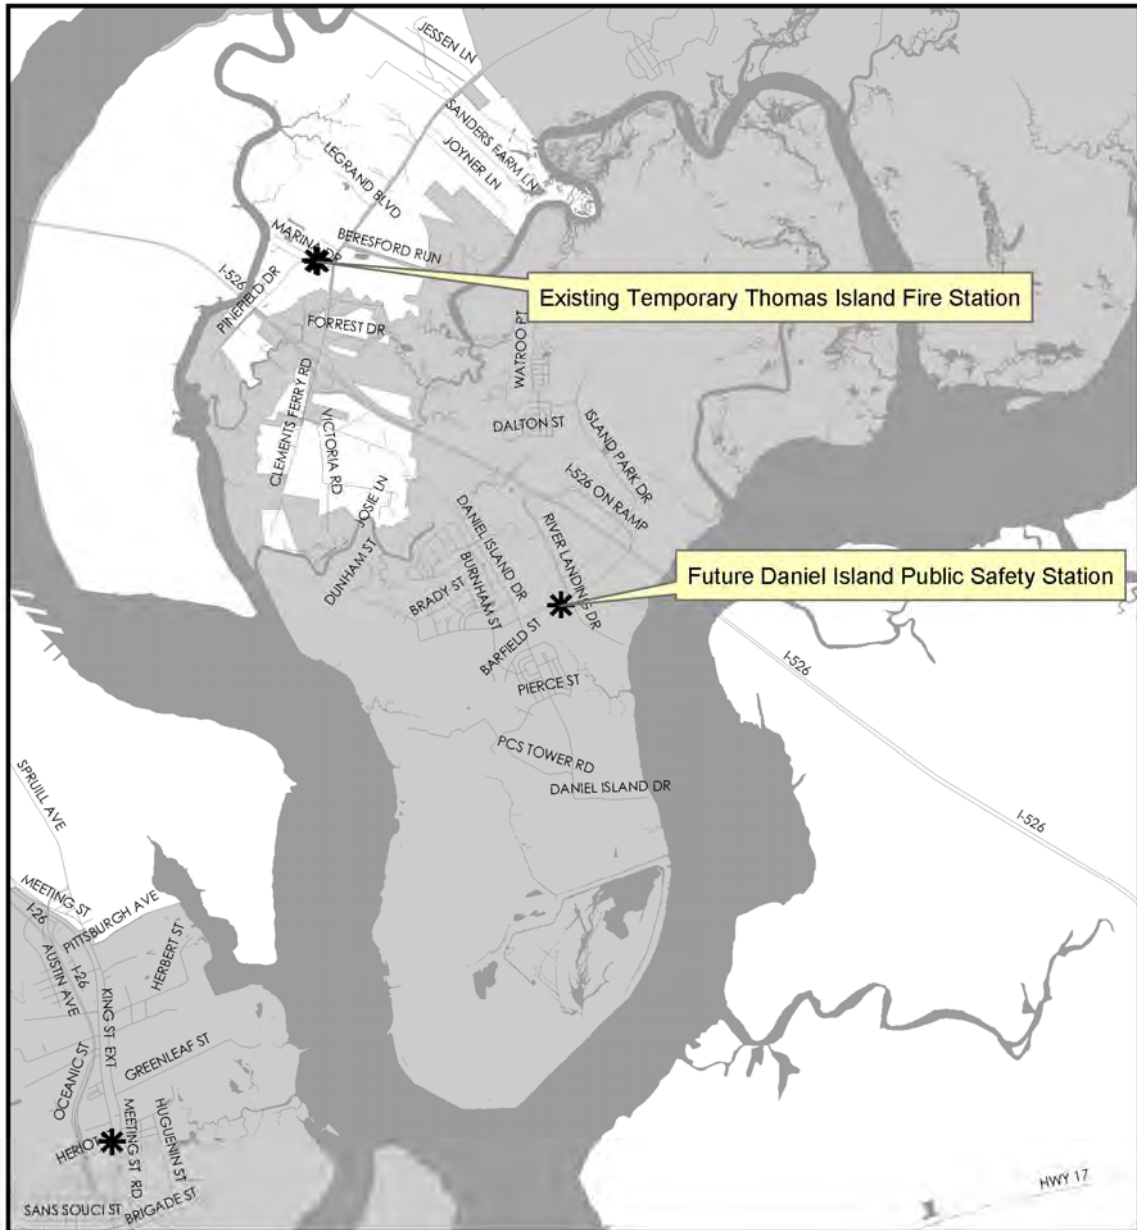 JESSEN LN
SANDERS FARM LN
JOYNER LN
LEGRAND BLVD
MARINA DR
BERESFORD RUN
I-526
PINEFIELD DR
Existing Temporary Thomas Island Fire Station
FORREST DR
WATROO PT
CLEMENTS FERRY RD
VICTORIA RD
DALTON ST
ISLAND PARK DR
I-526 ON RAMP
JOSIE LN
DANIEL ISLAND DR
RIVER LANDING DR
DUNHAM ST
BURNHAM ST
BRADY ST
Future Daniel Island Public Safety Station
BARFIELD ST
I-526
PIERCE ST
PCS TOWER RD
DANIEL ISLAND DR
SPRUILL AVE
I-526
MEETING ST
I-26
PITTSBURGH AVE
HERBERT ST
AUSTIN AVE
I-26
KING ST EXT
OCEANIC ST
GREENLEAF ST
HERIOT
MEETING ST RD
HUGUENIN ST
HWY 17
SANS SOUCI ST
BRIGADE ST